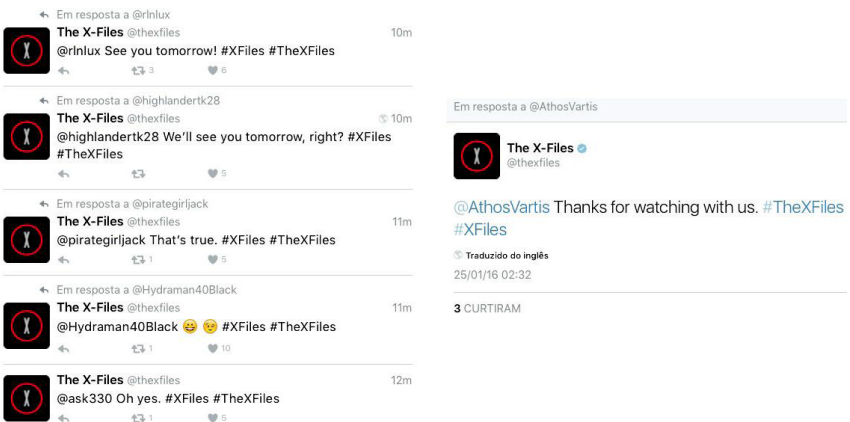 Em resposta a @rlnlux
The X-Files @thexfiles 10m
@rlnlux See you tomorrow! #XFiles #TheXFiles
3 6
Em resposta a @highlandertk28
The X-Files @thexfiles 10m
@highlandertk28 We'll see you tomorrow, right? #XFiles
#TheXFiles
5
Em resposta a @pirategirljack
The X-Files @thexfiles 11m
@pirategirljack That's true. #XFiles #TheXFiles
1 5
Em resposta a @Hydraman40Black
The X-Files @thexfiles 11m
@Hydraman40Black 😄 😉 #XFiles #TheXFiles
1 10
The X-Files @thexfiles 12m
@ask330 Oh yes. #XFiles #TheXFiles
1 5
Em resposta a @AthosVartis
The X-Files
@thexfiles
@AthosVartis Thanks for watching with us. #TheXFiles
#XFiles
Traduzido do inglês
25/01/16 02:32
3 CURTIRAM